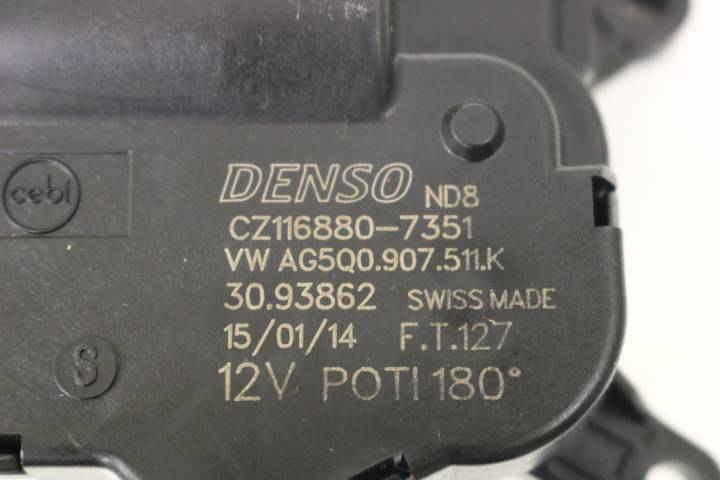 DENSO ND8
CZ116880-7351
VW AG5Q0.907.511.K
30.93862 SWISS MADE
15/01/14 F.T.127
12V POTI 180°
cebi
S